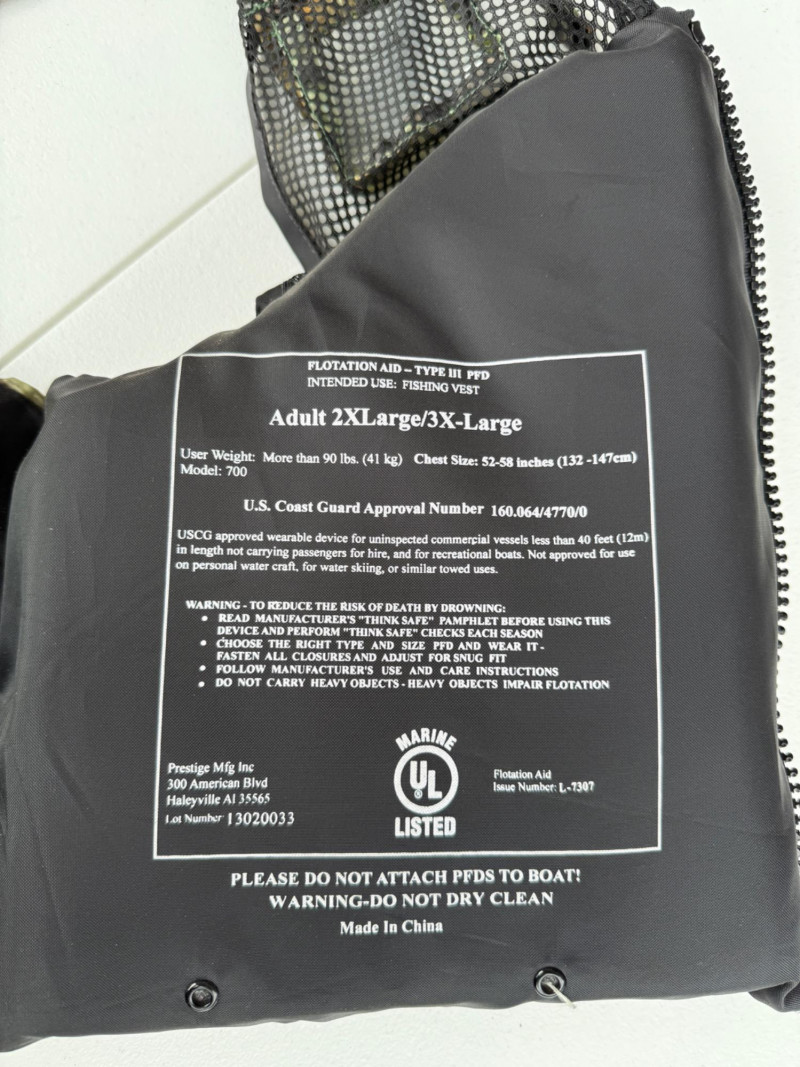 FLOTATION AID – TYPE III PFD
INTENDED USE: FISHING VEST
Adult 2XLarge/3X-Large
User Weight: More than 90 lbs. (41 kg) Chest Size: 52-58 inches (132 -147cm)
Model: 700
U.S. Coast Guard Approval Number 160.064/4770/0
USCG approved wearable device for uninspected commercial vessels less than 40 feet (12m)
in length not carrying passengers for hire, and for recreational boats. Not approved for use
on personal water craft, for water skiing, or similar towed uses.
WARNING - TO REDUCE THE RISK OF DEATH BY DROWNING:
• READ MANUFACTURER'S "THINK SAFE" PAMPHLET BEFORE USING THIS
DEVICE AND PERFORM "THINK SAFE" CHECKS EACH SEASON
• CHOOSE THE RIGHT TYPE AND SIZE PFD AND WEAR IT -
FASTEN ALL CLOSURES AND ADJUST FOR SNUG FIT
• FOLLOW MANUFACTURER'S USE AND CARE INSTRUCTIONS
• DO NOT CARRY HEAVY OBJECTS - HEAVY OBJECTS IMPAIR FLOTATION
Prestige Mfg Inc
300 American Blvd
Haleyville Al 35565
Lot Number 13020033
MARINE
UL ®
LISTED
Flotation Aid
Issue Number: L-7307
PLEASE DO NOT ATTACH PFDS TO BOAT!
WARNING-DO NOT DRY CLEAN
Made In China